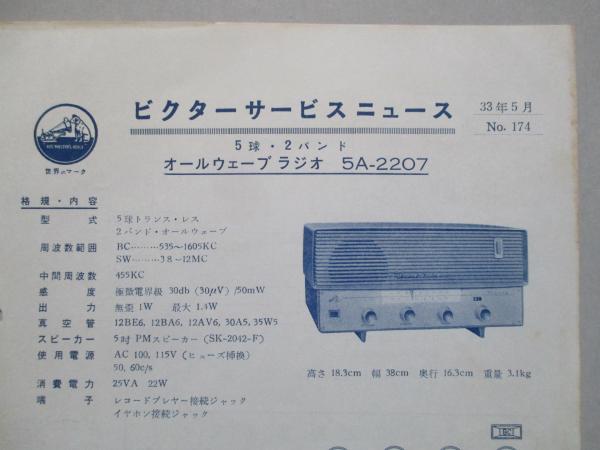 ビクターサービスニュース
33年5月
No. 174
HIS MASTER'S VOICE
世界のマーク
5球・2バンド
オールウェーブラジオ 5A-2207
格規・内容
型式 5球トランス・レス
2バンド・オールウェーブ
周波数範囲 BC………535~1605KC
SW………3.8~12MC
中間周波数 455KC
感度 極微電界級 30db (30μV) /50mW
出力 無歪 1W 最大 1.4W
真空管 12BE6, 12BA6, 12AV6, 30A5, 35W5
スピーカー 5吋 PMスピーカー (SK-2042-F)
使用電源 AC 100, 115V (ヒューズ挿換)
50, 60c/s
消費電力 25VA 22W
端子 レコードプレヤー接続ジャック
イヤホン接続ジャック
高さ 18.3cm 幅 38cm 奥行 16.3cm 重量 3.1kg